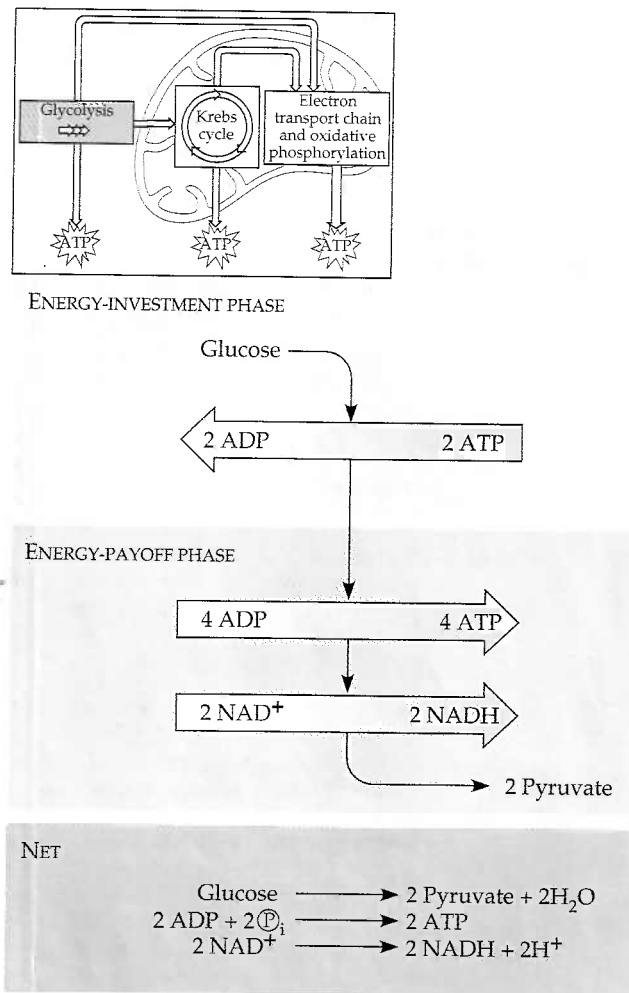 Glycolysis
Krebs
cycle
Electron
transport chain
and oxidative
phosphorylation
ATP ATP ATP
ENERGY-INVESTMENT PHASE
Glucose
2 ADP 2 ATP
ENERGY-PAYOFF PHASE
4 ADP 4 ATP
2 NAD⁺ 2 NADH
2 Pyruvate
NET
Glucose → 2 Pyruvate + 2H₂O
2 ADP + 2Ⓟᵢ → 2 ATP
2 NAD⁺ → 2 NADH + 2H⁺